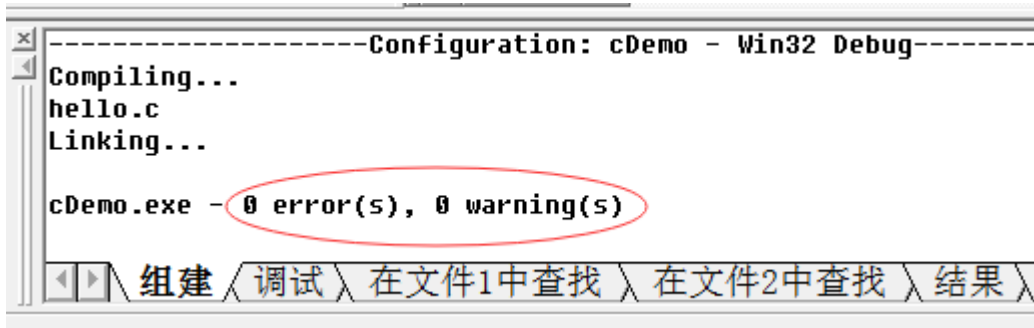 --------------------Configuration: cDemo - Win32 Debug--------
Compiling...
hello.c
Linking...
cDemo.exe - 0 error(s), 0 warning(s)
组建 调试 在文件1中查找 在文件2中查找 结果